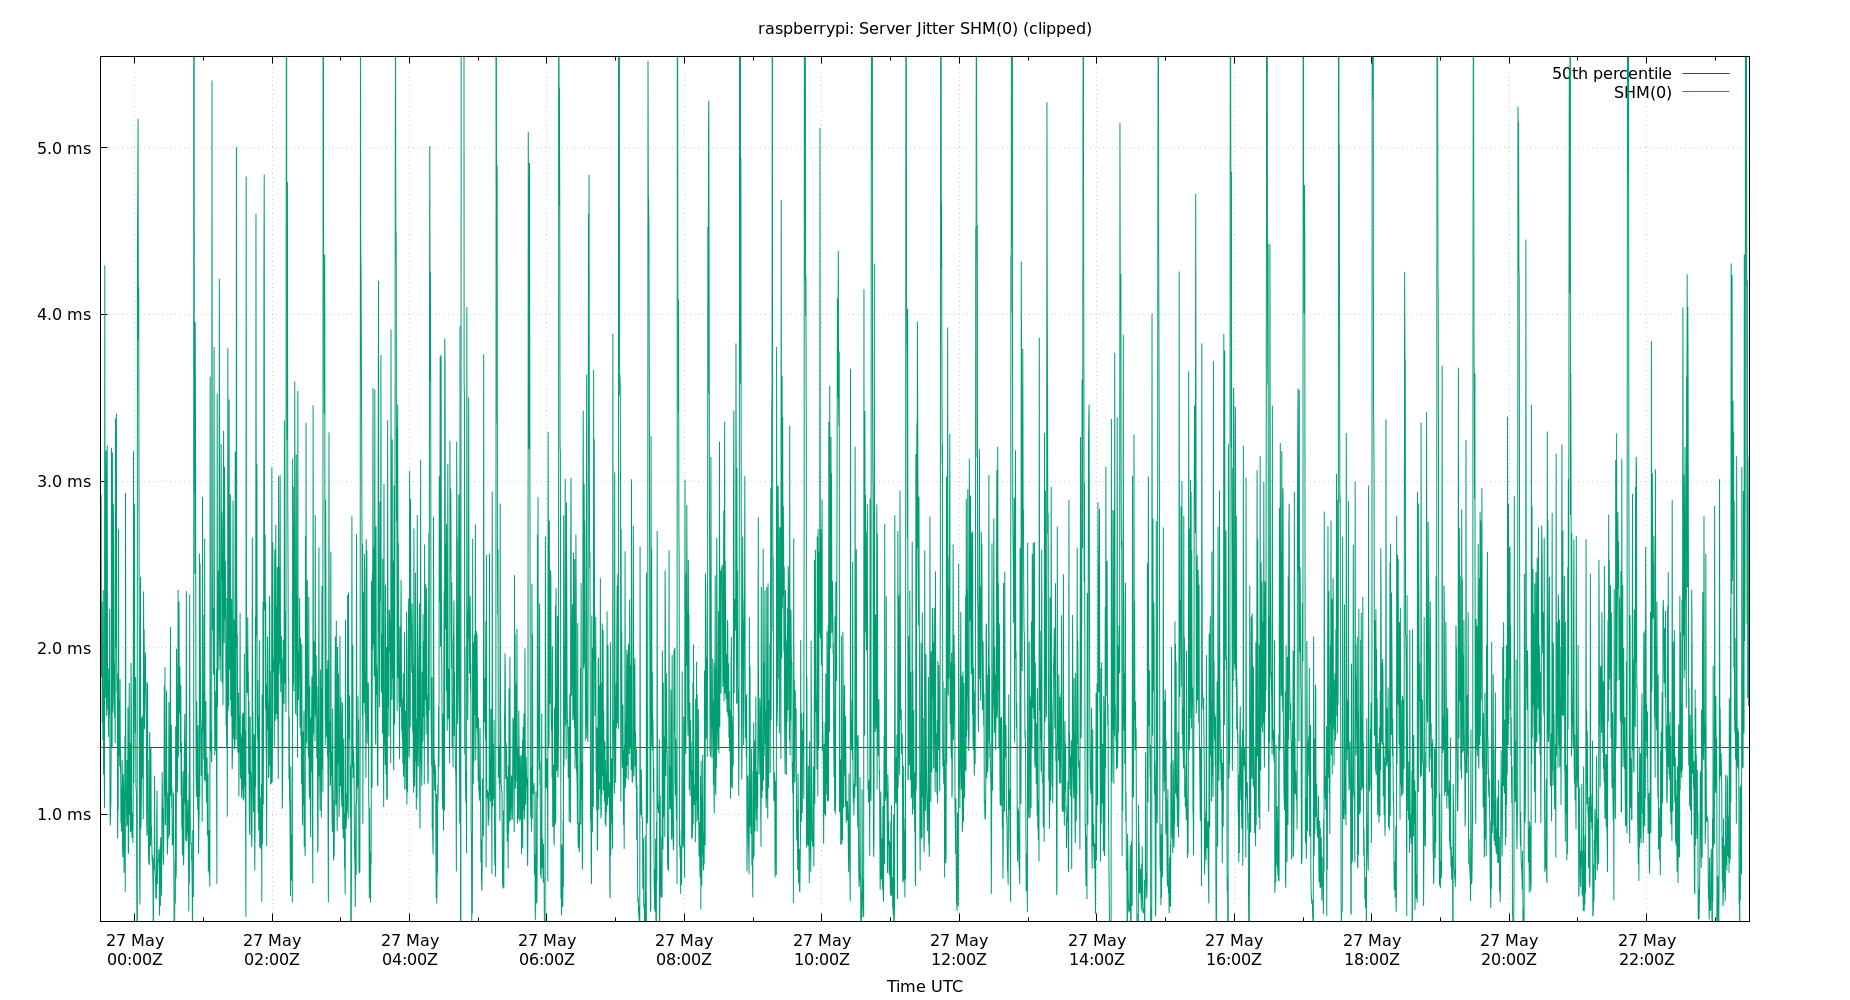 raspberrypi: Server Jitter SHM(0) (clipped)
50th percentile
SHM(0)
5.0 ms
4.0 ms
3.0 ms
2.0 ms
1.0 ms
27 May 27 May 27 May 27 May 27 May 27 May 27 May 27 May 27 May 27 May 27 May 27 May
00:00Z 02:00Z 04:00Z 06:00Z 08:00Z 10:00Z 12:00Z 14:00Z 16:00Z 18:00Z 20:00Z 22:00Z
Time UTC